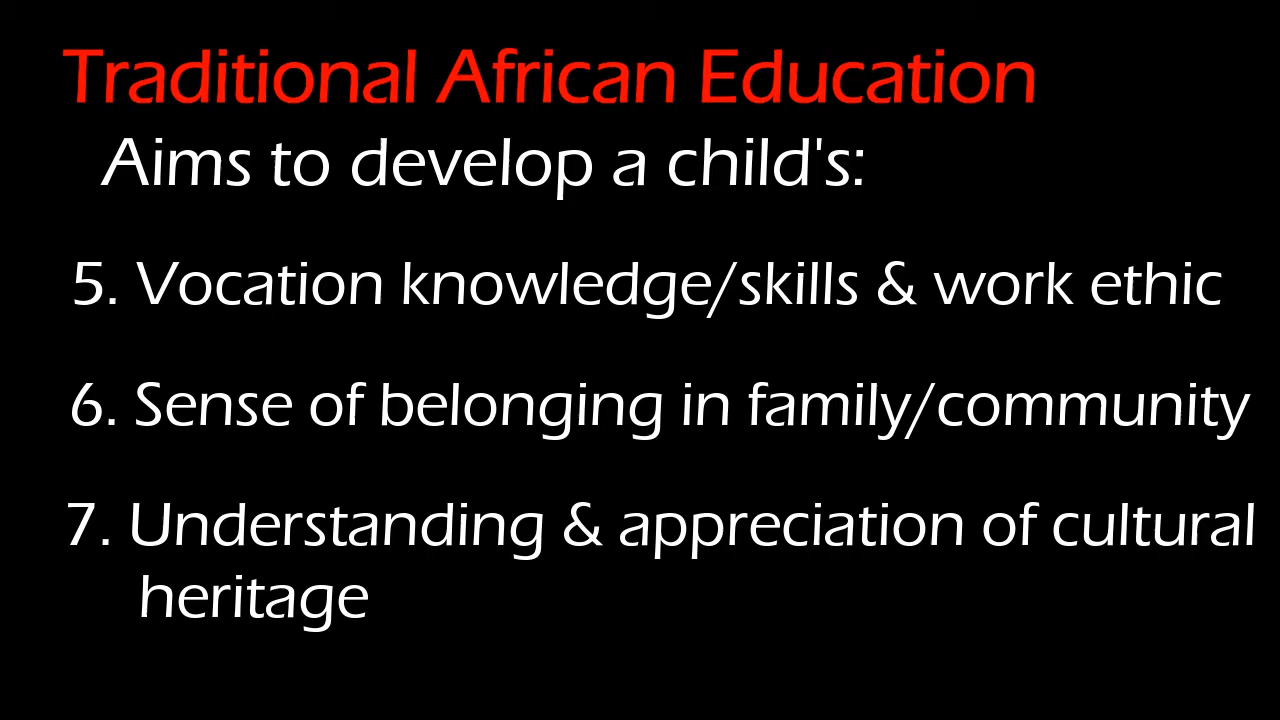 Traditional African Education
Aims to develop a child's:
5. Vocation knowledge/skills & work ethic
6. Sense of belonging in family/community
7. Understanding & appreciation of cultural
heritage